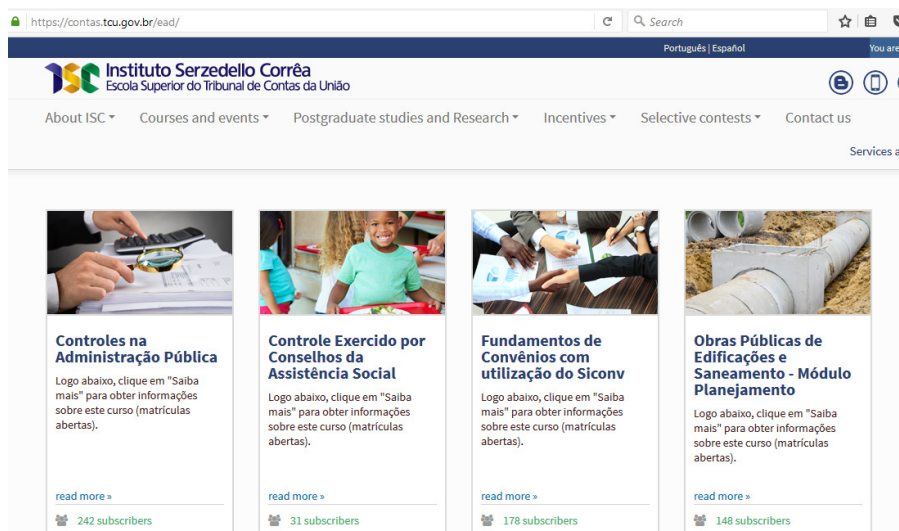 https://contas.tcu.gov.br/ead/
Search
Português | Español
You are
ISC Instituto Serzedello Corrêa
Escola Superior do Tribunal de Contas da União
About ISC Courses and events Postgraduate studies and Research Incentives Selective contests Contact us
Services a
Controles na
Administração Pública
Logo abaixo, clique em "Saiba
mais" para obter informações
sobre este curso (matrículas
abertas).
read more »
242 subscribers
Controle Exercido por
Conselhos da
Assistência Social
Logo abaixo, clique em "Saiba
mais" para obter informações
sobre este curso (matrículas
abertas).
read more »
31 subscribers
Fundamentos de
Convênios com
utilização do Siconv
Logo abaixo, clique em "Saiba
mais" para obter informações
sobre este curso (matrículas
abertas).
read more »
178 subscribers
Obras Públicas de
Edificações e
Saneamento - Módulo
Planejamento
Logo abaixo, clique em "Saiba
mais" para obter informações
sobre este curso (matrículas
abertas).
read more »
148 subscribers